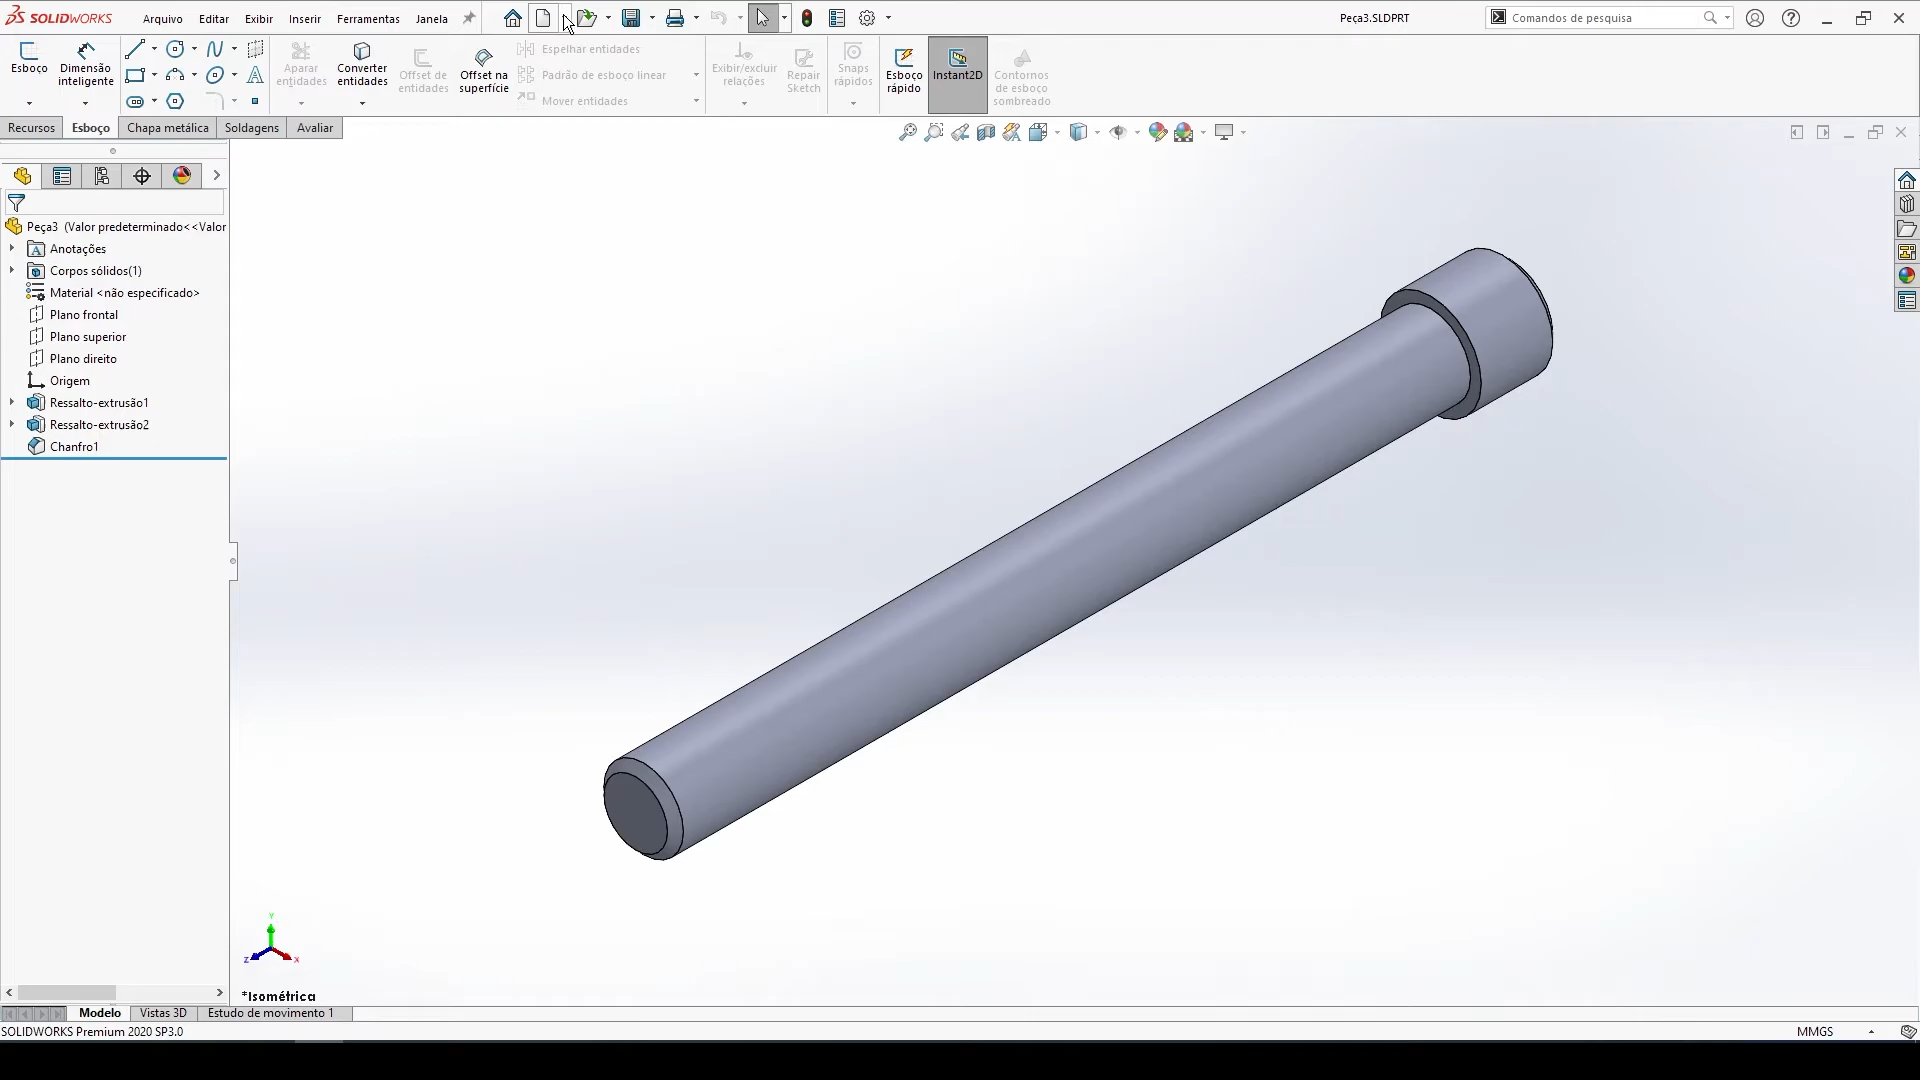 SOLIDWORKS Arquivo Editar Exibir Inserir Ferramentas Janela Peça3.SLDPRT Comandos de pesquisa
Esboço Dimensão inteligente Aparar entidades Converter entidades Offset de entidades Offset na superfície
Espelhar entidades
Padrão de esboço linear
Mover entidades
Exibir/excluir relações Repair Sketch Snaps rápidos Esboço rápido Instant2D Contornos de esboço sombreado
Recursos Esboço Chapa metálica Soldagens Avaliar
Peça3 (Valor predeterminado<<Valor
Anotações
Corpos sólidos(1)
Material <não especificado>
Plano frontal
Plano superior
Plano direito
Origem
Ressalto-extrusão1
Ressalto-extrusão2
Chanfro1
Y
Z X
*Isométrica
Modelo Vistas 3D Estudo de movimento 1
SOLIDWORKS Premium 2020 SP3.0 MMGS